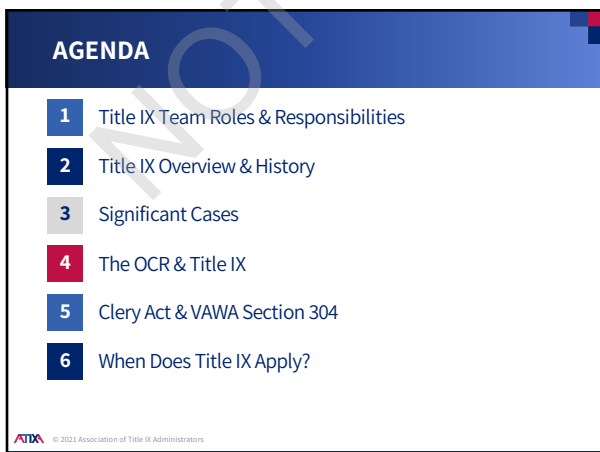 AGENDA
1 Title IX Team Roles & Responsibilities
2 Title IX Overview & History
3 Significant Cases
4 The OCR & Title IX
5 Clery Act & VAWA Section 304
6 When Does Title IX Apply?
NOT
ATIXA © 2021 Association of Title IX Administrators